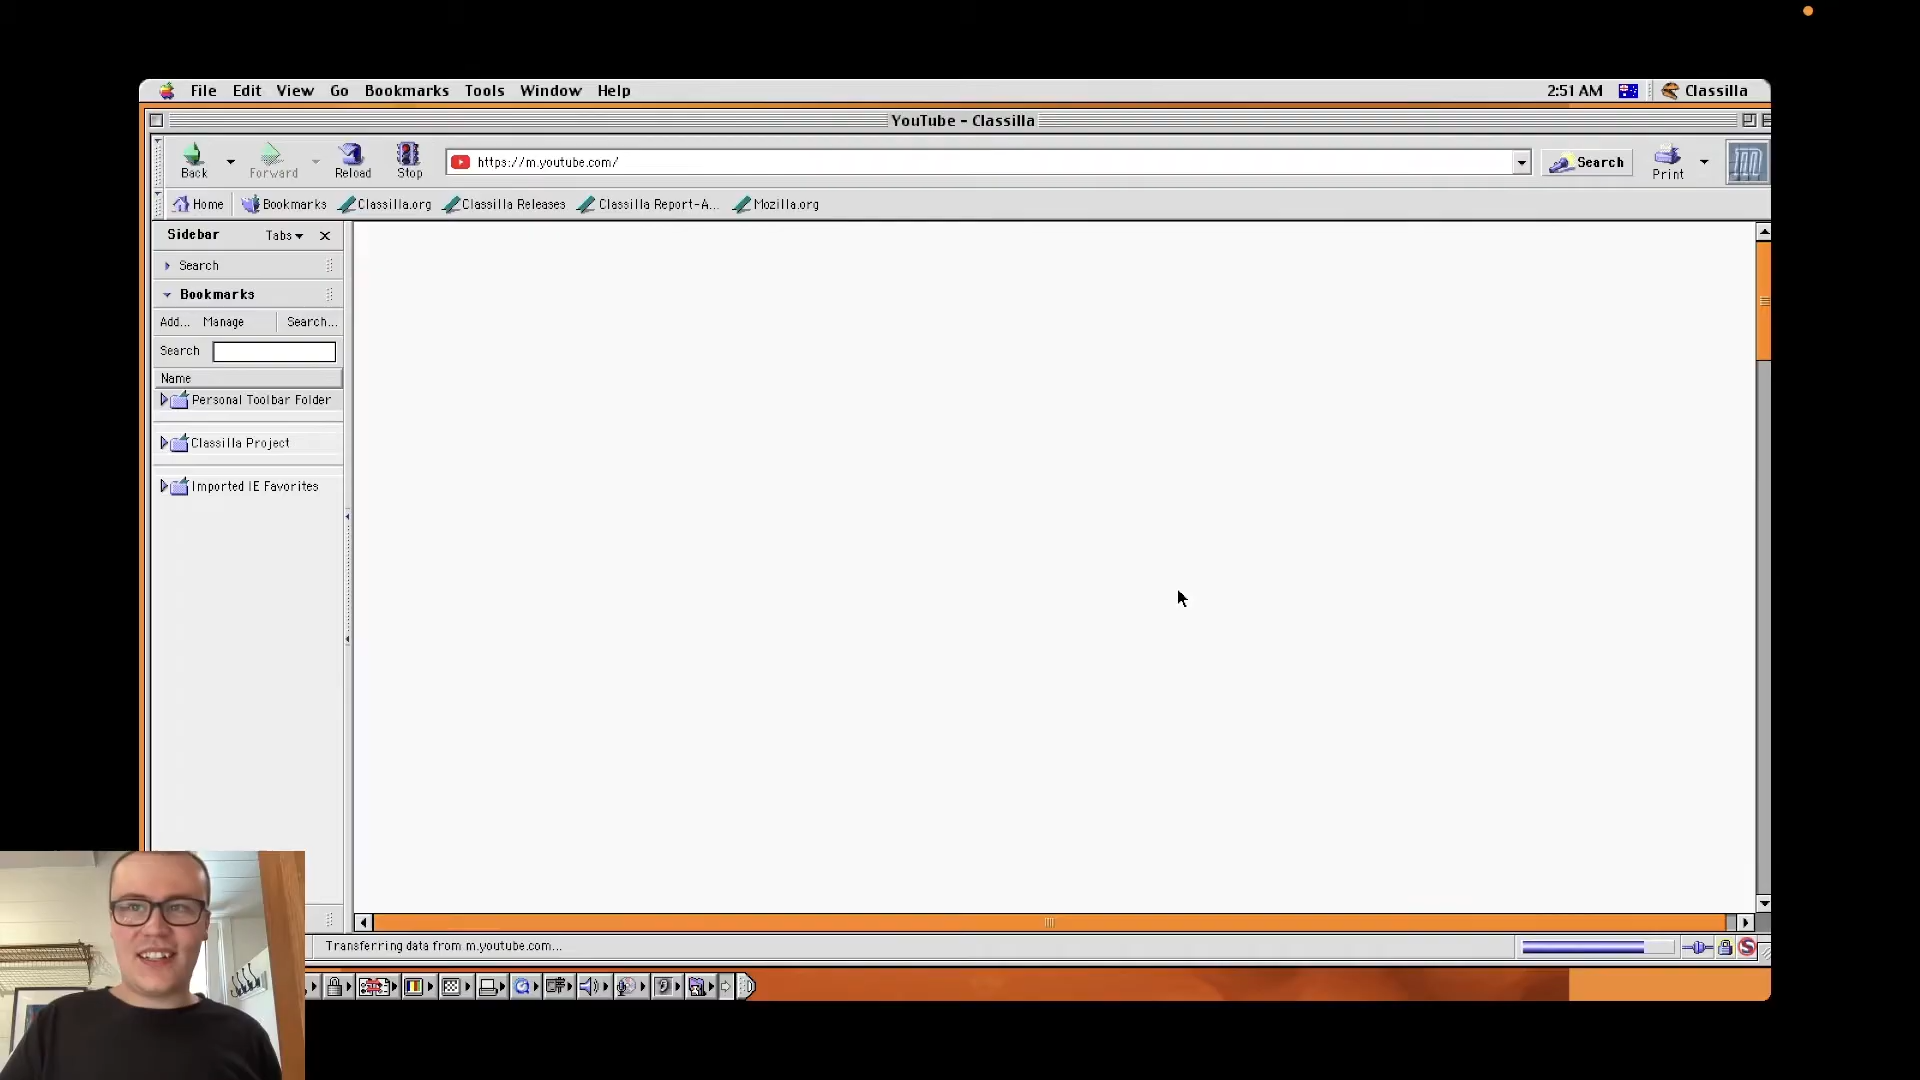 File Edit View Go Bookmarks Tools Window Help 2:51 AM Classilla
YouTube - Classilla
Back Forward Reload Stop https://m.youtube.com/ Search Print
Home Bookmarks Classilla.org Classilla Releases Classilla Report-A... Mozilla.org
Sidebar Tabs
Search
Bookmarks
Add... Manage Search...
Search
Name
Personal Toolbar Folder
Classilla Project
Imported IE Favorites
Transferring data from m.youtube.com...